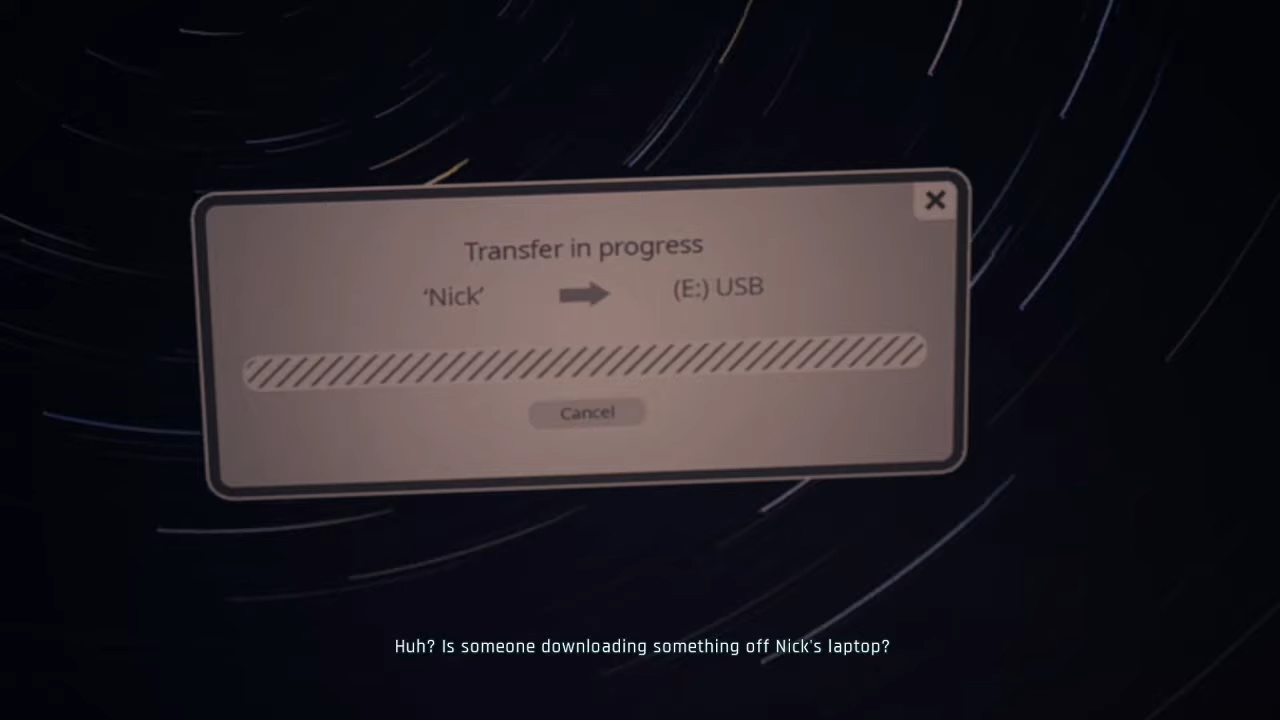 Transfer in progress
‘Nick’ (E:) USB
Cancel
Huh? Is someone downloading something off Nick's laptop?